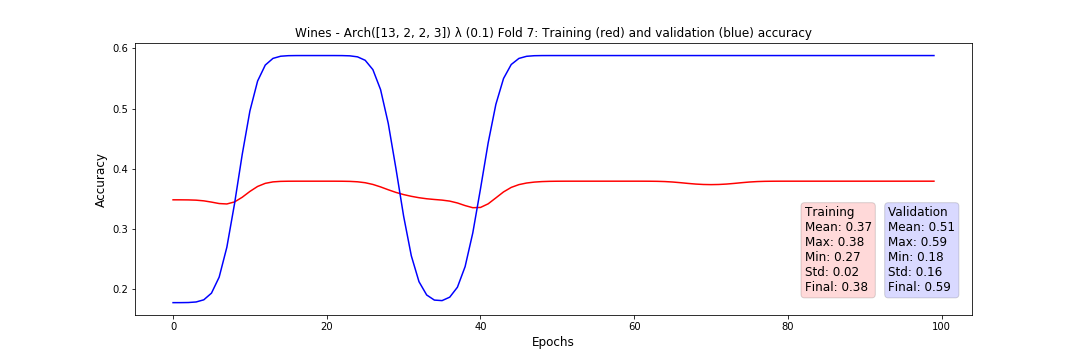 Wines - Arch([13, 2, 2, 3]) λ (0.1) Fold 7: Training (red) and validation (blue) accuracy
Accuracy
0.6
0.5
0.4
0.3
0.2
Training
Mean: 0.37
Max: 0.38
Min: 0.27
Std: 0.02
Final: 0.38
Validation
Mean: 0.51
Max: 0.59
Min: 0.18
Std: 0.16
Final: 0.59
0 20 40 60 80 100
Epochs